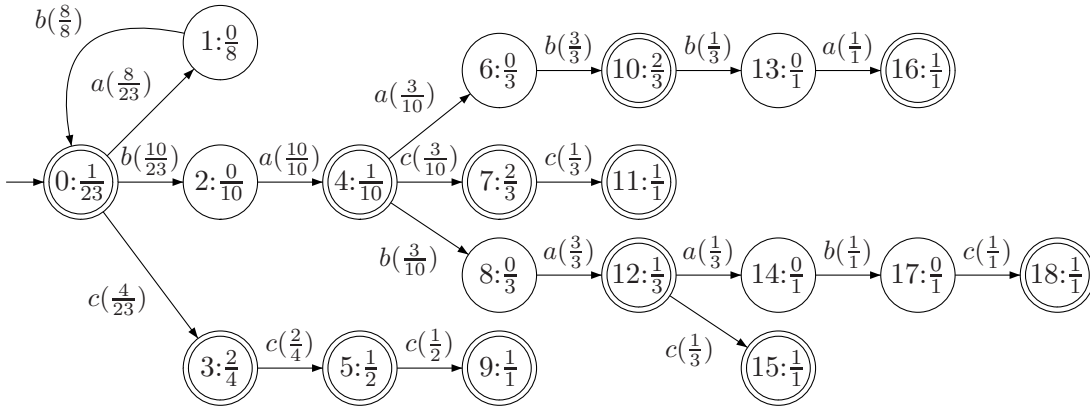 b(8/8)
1:0/8
a(8/23)
6:0/3
b(3/3)
10:2/3
b(1/3)
13:0/1
a(1/1)
16:1/1
a(3/10)
0:1/23
b(10/23)
2:0/10
a(10/10)
4:1/10
c(3/10)
7:2/3
c(1/3)
11:1/1
b(3/10)
8:0/3
a(3/3)
12:1/3
a(1/3)
14:0/1
b(1/1)
17:0/1
c(1/1)
18:1/1
c(4/23)
c(1/3)
3:2/4
c(2/4)
5:1/2
c(1/2)
9:1/1
15:1/1